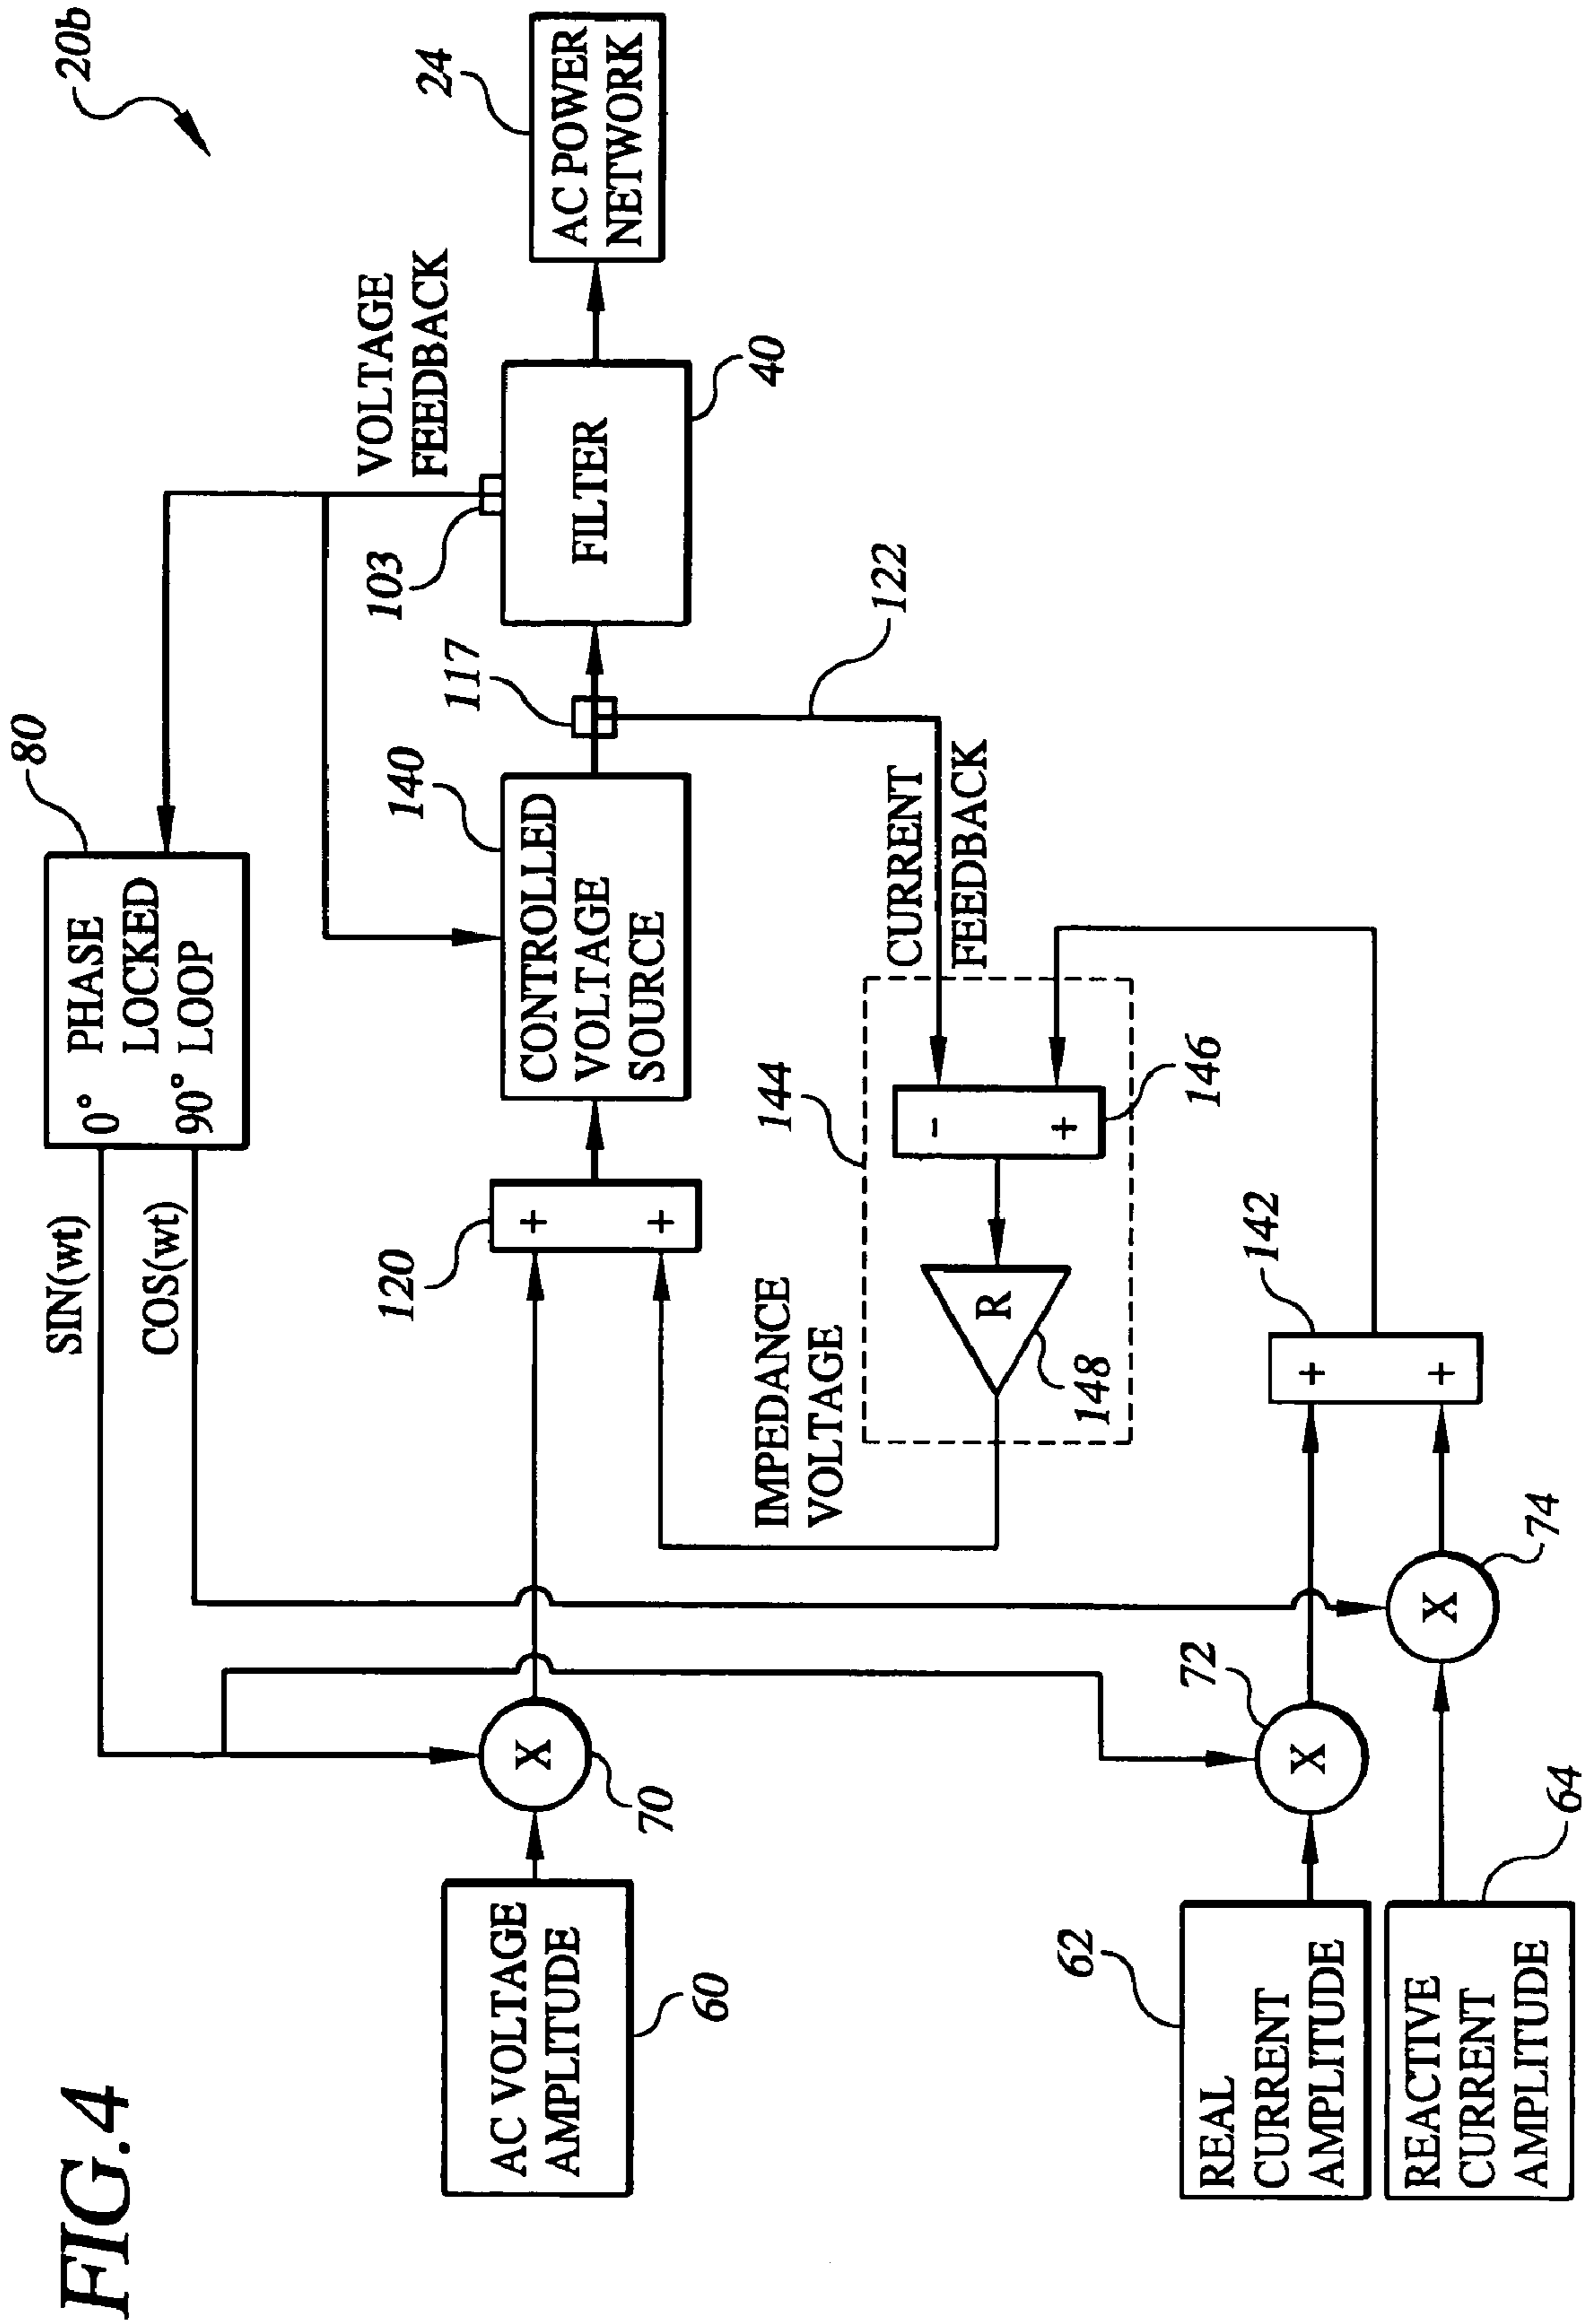 FIG.4
20b
80
0° PHASE
LOCKED
90° LOOP
SIN(wt)
COS(wt)
VOLTAGE
FEEDBACK
103
24
AC POWER
NETWORK
AC VOLTAGE
AMPLITUDE
60
X
70
120
+
+
140
CONTROLLED
VOLTAGE
SOURCE
117
FILTER
40
122
CURRENT
FEEDBACK
IMPEDANCE
VOLTAGE
144
R
148
-
+
146
62
REAL
CURRENT
AMPLITUDE
X
72
142
+
+
REACTIVE
CURRENT
AMPLITUDE
64
X
74